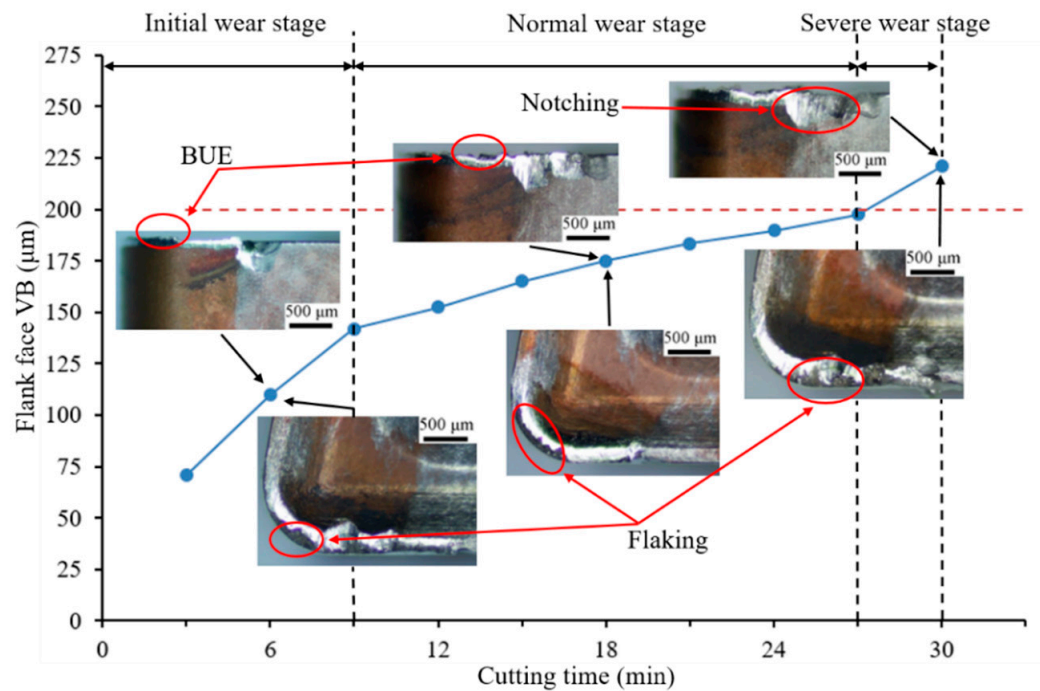 Initial wear stage
Normal wear stage
Severe wear stage
Flank face VB (μm)
275
250
225
200
175
150
125
100
75
50
25
0
BUE
Notching
Flaking
500 μm
500 μm
500 μm
500 μm
500 μm
500 μm
0
6
12
18
24
30
Cutting time (min)